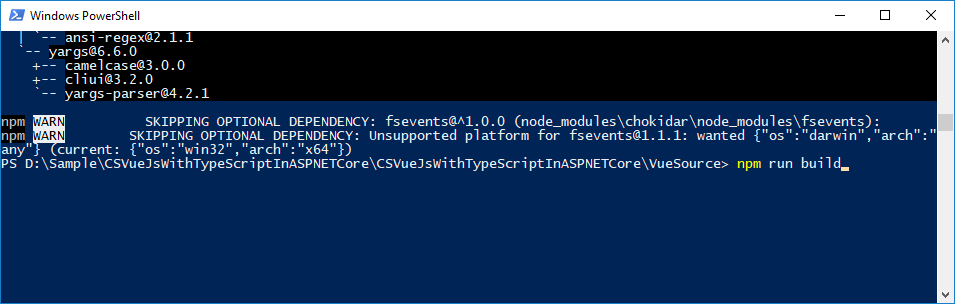 Windows PowerShell
| `-- ansi-regex@2.1.1
`-- yargs@6.6.0
+-- camelcase@3.0.0
+-- cliui@3.2.0
`-- yargs-parser@4.2.1
npm WARN SKIPPING OPTIONAL DEPENDENCY: fsevents@^1.0.0 (node_modules\chokidar\node_modules\fsevents):
npm WARN SKIPPING OPTIONAL DEPENDENCY: Unsupported platform for fsevents@1.1.1: wanted {"os":"darwin","arch":"
any"} (current: {"os":"win32","arch":"x64"})
PS D:\Sample\CSVueJsWithTypeScriptInASPNETCore\CSVueJsWithTypeScriptInASPNETCore\VueSource> npm run build